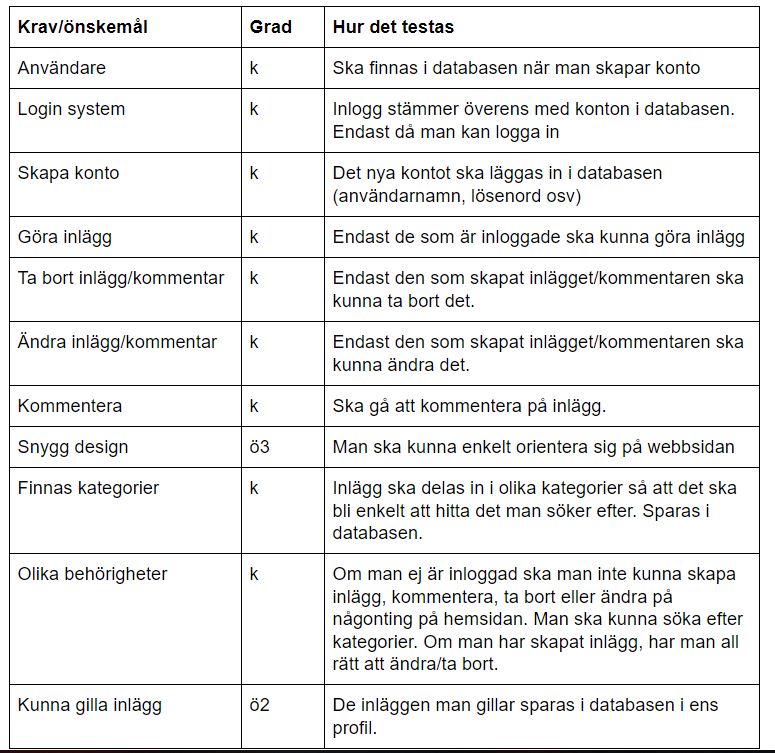 Krav/önskemål Grad Hur det testas
Användare k Ska finnas i databasen när man skapar konto
Login system k Inlogg stämmer överens med konton i databasen.
Endast då man kan logga in
Skapa konto k Det nya kontot ska läggas in i databasen
(användarnamn, lösenord osv)
Göra inlägg k Endast de som är inloggade ska kunna göra inlägg
Ta bort inlägg/kommentar k Endast den som skapat inlägget/kommentaren ska
kunna ta bort det.
Ändra inlägg/kommentar k Endast den som skapat inlägget/kommentaren ska
kunna ändra det.
Kommentera k Ska gå att kommentera på inlägg.
Snygg design ö3 Man ska kunna enkelt orientera sig på webbsidan
Finnas kategorier k Inlägg ska delas in i olika kategorier så att det ska
bli enkelt att hitta det man söker efter. Sparas i
databasen.
Olika behörigheter k Om man ej är inloggad ska man inte kunna skapa
inlägg, kommentera, ta bort eller ändra på
någonting på hemsidan. Man ska kunna söka efter
kategorier. Om man har skapat inlägg, har man all
rätt att ändra/ta bort.
Kunna gilla inlägg ö2 De inläggen man gillar sparas i databasen i ens
profil.